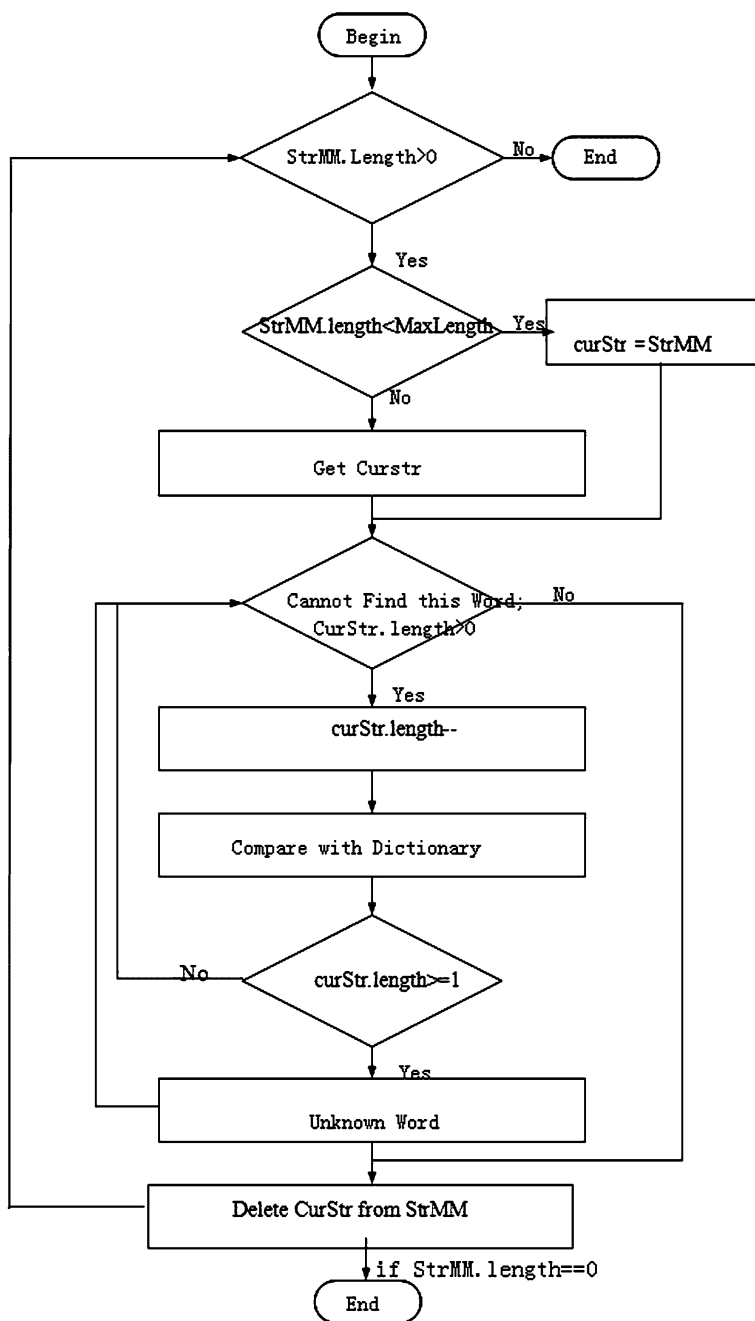 Begin
StrMM.Length>0
No
End
Yes
StrMM.length<MaxLength
Yes
curStr =StrMM
No
Get Curstr
Cannot Find this Word;
CurStr.length>0
No
Yes
curStr.length--
Compare with Dictionary
No
curStr.length>=1
Yes
Unknown Word
Delete CurStr from StrMM
if StrMM.length==0
End